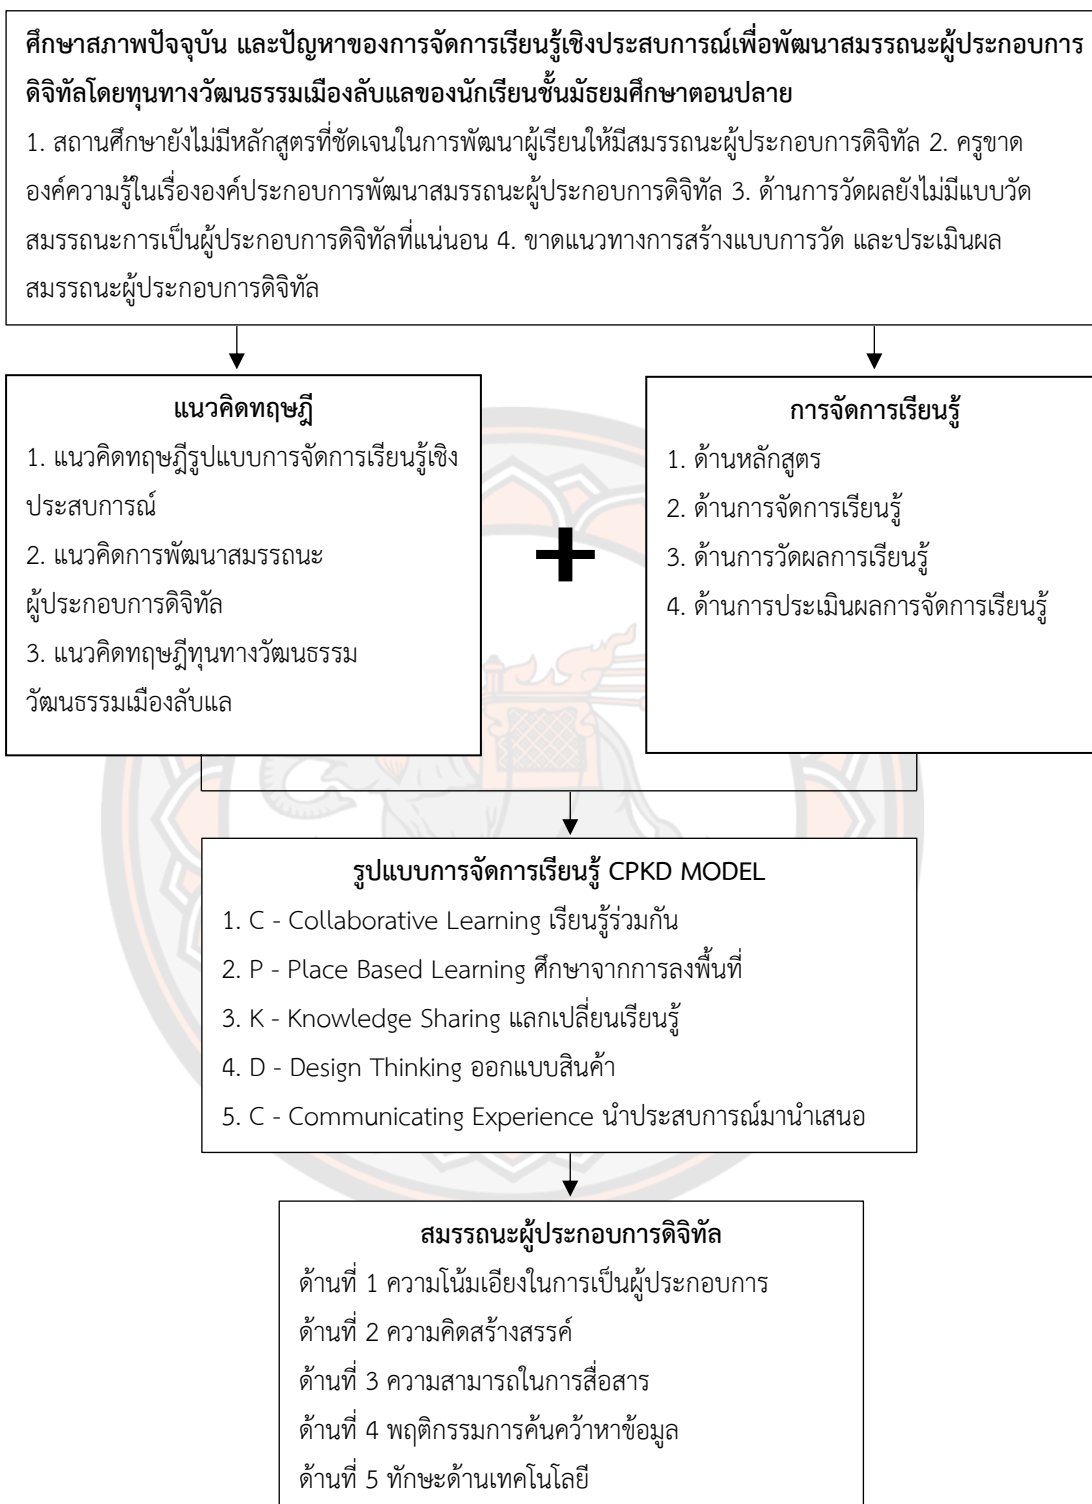 ศึกษาสภาพปัจจุบัน และปัญหาของการจัดการเรียนรู้เชิงประสบการณ์เพื่อพัฒนาสมรรถนะผู้ประกอบการ
ดิจิทัลโดยทุนทางวัฒนธรรมเมืองลับแลของนักเรียนชั้นมัธยมศึกษาตอนปลาย
1. สถานศึกษายังไม่มีหลักสูตรที่ชัดเจนในการพัฒนาผู้เรียนให้มีสมรรถนะผู้ประกอบการดิจิทัล 2. ครูขาด
องค์ความรู้ในเรื่ององค์ประกอบการพัฒนาสมรรถนะผู้ประกอบการดิจิทัล 3. ด้านการวัดผลยังไม่มีแบบวัด
สมรรถนะการเป็นผู้ประกอบการดิจิทัลที่แน่นอน 4. ขาดแนวทางการสร้างแบบการวัด และประเมินผล
สมรรถนะผู้ประกอบการดิจิทัล
แนวคิดทฤษฎี
1. แนวคิดทฤษฎีรูปแบบการจัดการเรียนรู้เชิง
ประสบการณ์
2. แนวคิดการพัฒนาสมรรถนะ
ผู้ประกอบการดิจิทัล
3. แนวคิดทฤษฎีทุนทางวัฒนธรรม
วัฒนธรรมเมืองลับแล
+
การจัดการเรียนรู้
1. ด้านหลักสูตร
2. ด้านการจัดการเรียนรู้
3. ด้านการวัดผลการเรียนรู้
4. ด้านการประเมินผลการจัดการเรียนรู้
รูปแบบการจัดการเรียนรู้ CPKD MODEL
1. C - Collaborative Learning เรียนรู้ร่วมกัน
2. P - Place Based Learning ศึกษาจากการลงพื้นที่
3. K - Knowledge Sharing แลกเปลี่ยนเรียนรู้
4. D - Design Thinking ออกแบบสินค้า
5. C - Communicating Experience นำประสบการณ์มานำเสนอ
สมรรถนะผู้ประกอบการดิจิทัล
ด้านที่ 1 ความโน้มเอียงในการเป็นผู้ประกอบการ
ด้านที่ 2 ความคิดสร้างสรรค์
ด้านที่ 3 ความสามารถในการสื่อสาร
ด้านที่ 4 พฤติกรรมการค้นคว้าหาข้อมูล
ด้านที่ 5 ทักษะด้านเทคโนโลยี